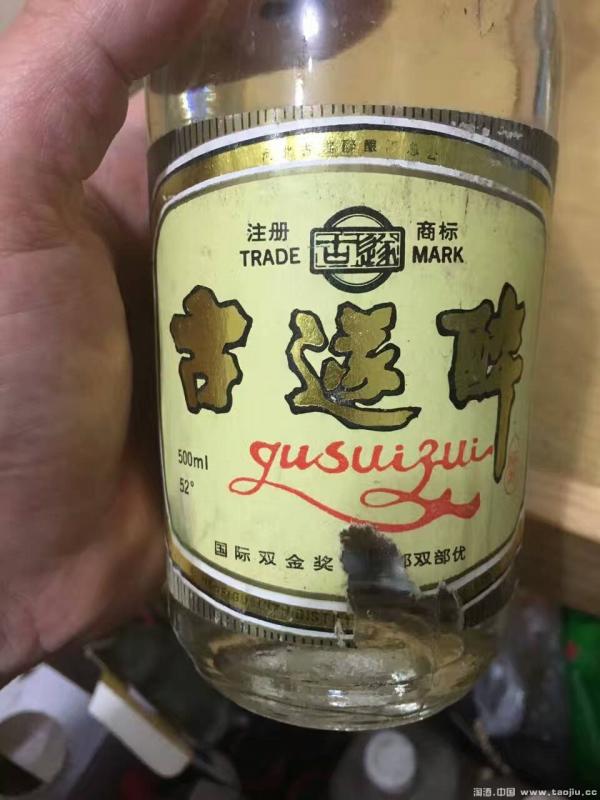 注册 商标
TRADE 古遂 MARK
古遂醉
500ml
gusuizui
52°
国际双金奖 部双部优
淘酒.中国 www.taojiu.cc